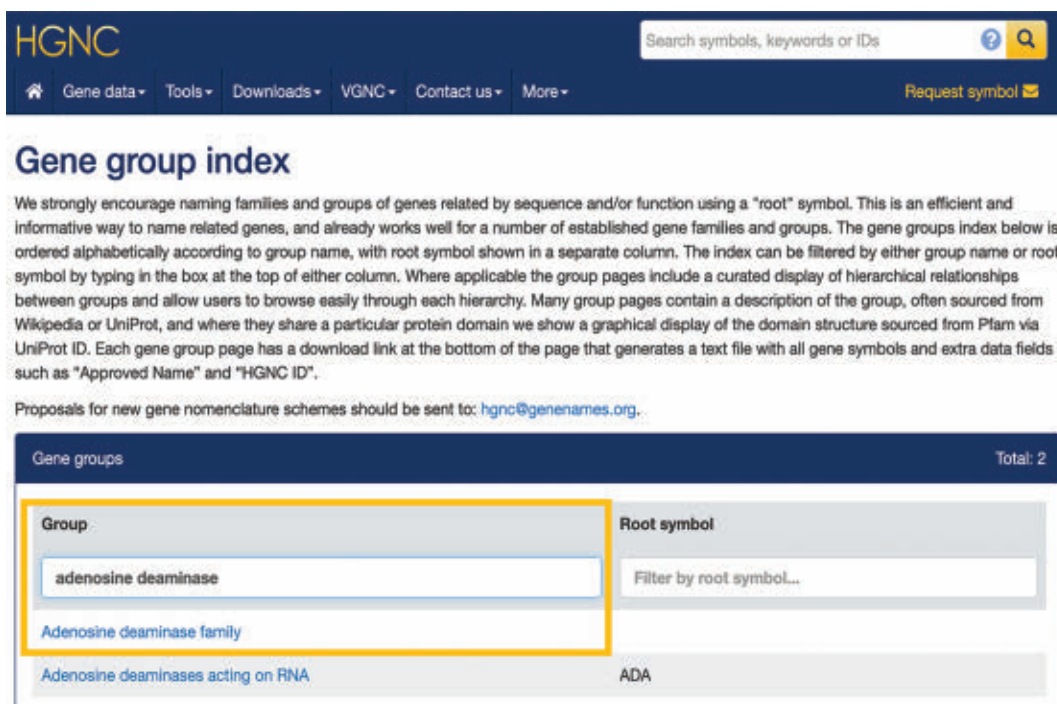 HGNC
Search symbols, keywords or IDs
Gene data Tools Downloads VGNC Contact us More Request symbol
Gene group index
We strongly encourage naming families and groups of genes related by sequence and/or function using a "root" symbol. This is an efficient and
informative way to name related genes, and already works well for a number of established gene families and groups. The gene groups index below is
ordered alphabetically according to group name, with root symbol shown in a separate column. The index can be filtered by either group name or root
symbol by typing in the box at the top of either column. Where applicable the group pages include a curated display of hierarchical relationships
between groups and allow users to browse easily through each hierarchy. Many group pages contain a description of the group, often sourced from
Wikipedia or UniProt, and where they share a particular protein domain we show a graphical display of the domain structure sourced from Pfam via
UniProt ID. Each gene group page has a download link at the bottom of the page that generates a text file with all gene symbols and extra data fields
such as "Approved Name" and "HGNC ID".
Proposals for new gene nomenclature schemes should be sent to: hgnc@genenames.org.
Gene groups Total: 2
Group Root symbol
adenosine deaminase Filter by root symbol...
Adenosine deaminase family
Adenosine deaminases acting on RNA ADA